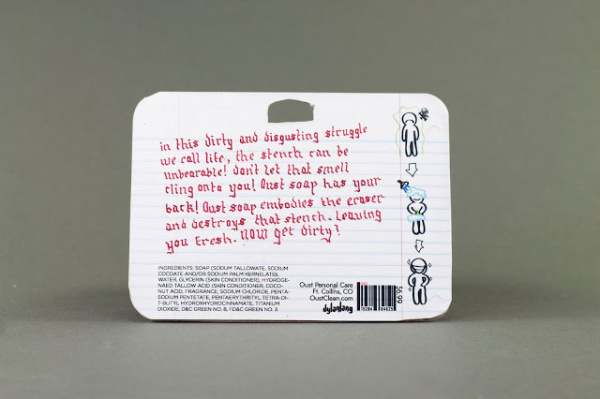 in this dirty and disgusting struggle
we call life, the stench can be
unbearable! Don't let that smell
cling onto you! Oust soap has your
back! Oust soap embodies the eraser
and destroys that stench. Leaving
you fresh. NOW get dirty!
INGREDIENTS: SOAP (SODIUM TALLOWATE, SODIUM
COCOATE AND/OR SODIUM PALM KERNELATE),
WATER, GLYCERIN (SKIN CONDITIONER), HYDROGE-
NAED TALLOW ACID (SKIN CONDITIONER, COCO-
NUT ACID, FRAGRANCE, SODIUM CHLORIDE, PENTA-
SODIUM PENTETATE, PENTAERYTHRITYL, TETRA-DI-
T-BUTYL, HYDROXYHYDROCINNAMATE, TITANIUM
DIOXIDE, D&C GREEN NO. 8, FD&C GREEN NO. 3
Oust Personal Care
Ft. Collins, CO
OustClean.com
dylanlang
$6.99